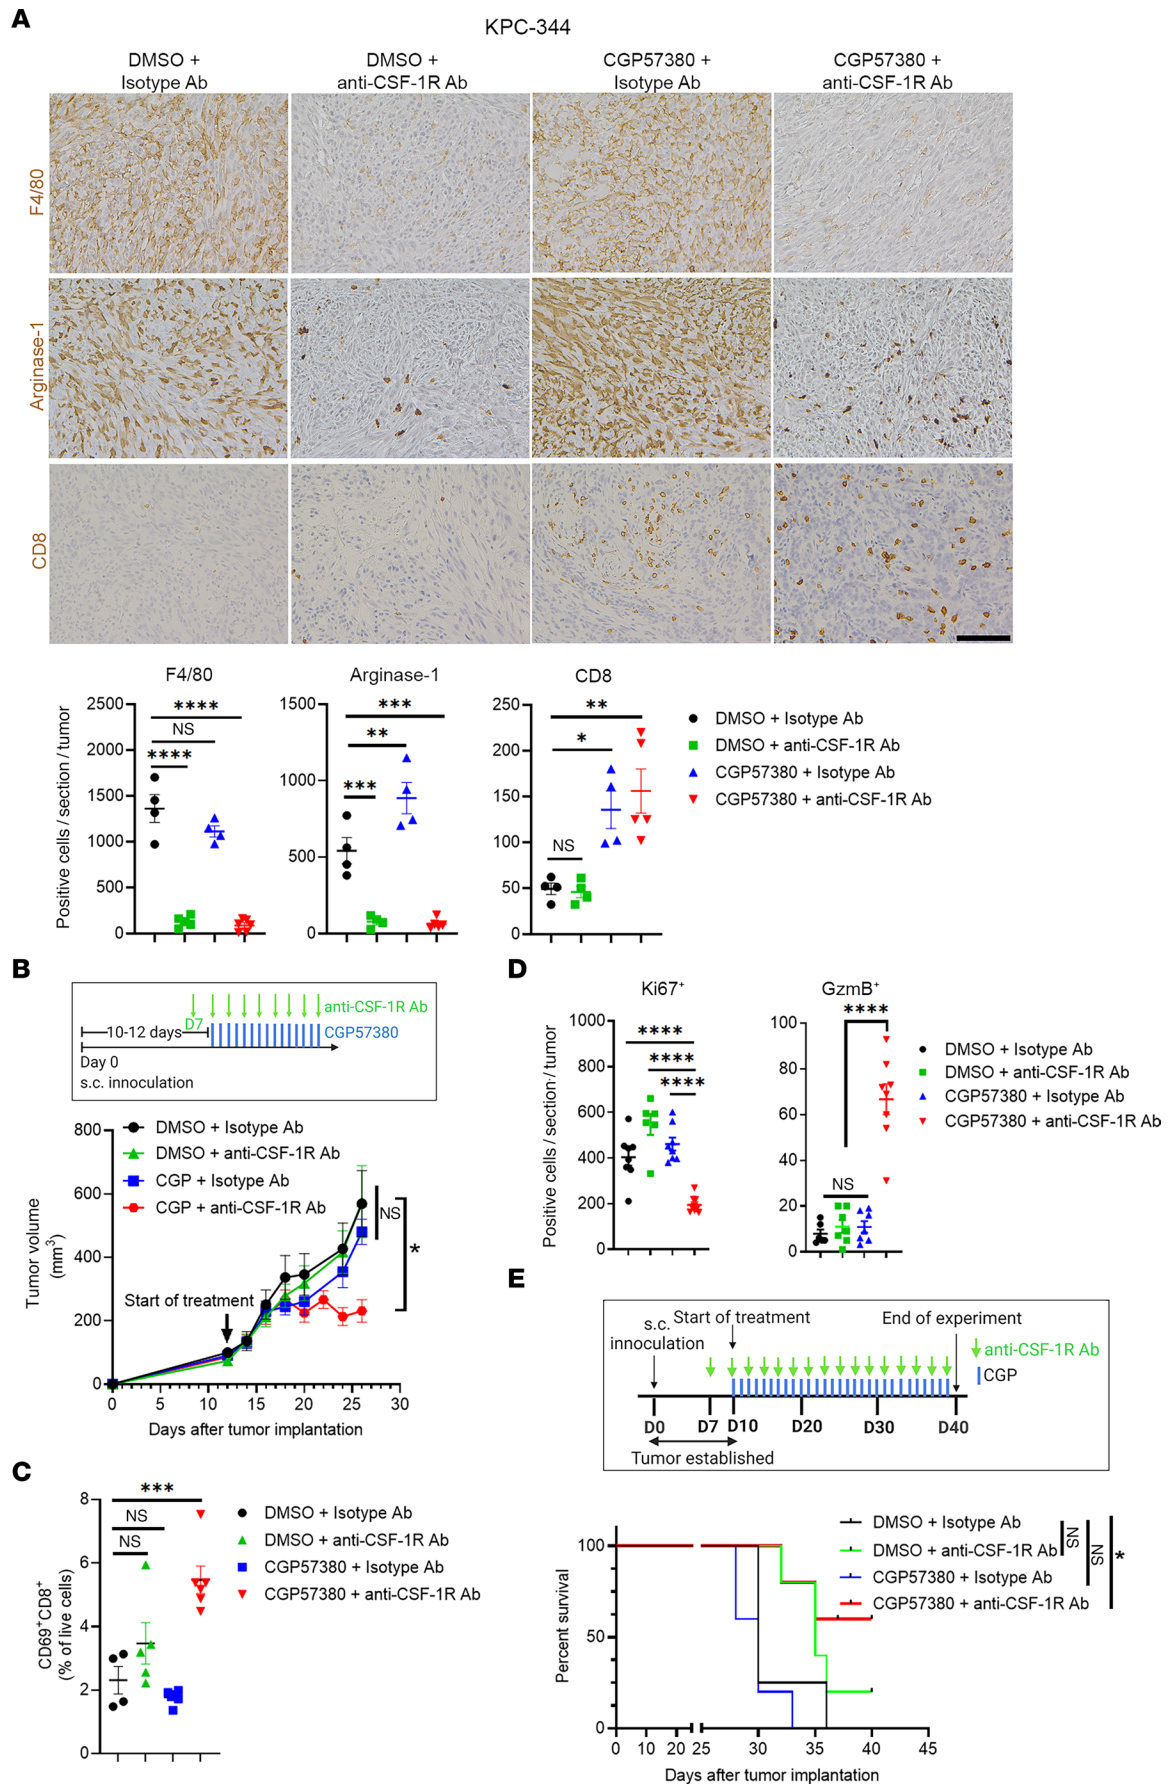 A
KPC-344
DMSO +
Isotype Ab
DMSO +
anti-CSF-1R Ab
CGP57380 +
Isotype Ab
CGP57380 +
anti-CSF-1R Ab
F4/80
Arginase-1
CD8
F4/80
Positive cells / section / tumor
2500
2000
1500
1000
500
0
****
NS
****
Arginase-1
1500
1000
500
0
***
**
***
CD8
250
200
150
100
50
0
**
*
NS
DMSO + Isotype Ab
DMSO + anti-CSF-1R Ab
CGP57380 + Isotype Ab
CGP57380 + anti-CSF-1R Ab
B
anti-CSF-1R Ab
D7
10-12 days
CGP57380
Day 0
s.c. innoculation
DMSO + Isotype Ab
DMSO + anti-CSF-1R Ab
CGP + Isotype Ab
CGP + anti-CSF-1R Ab
Tumor volume
(mm3)
800
600
400
200
0
Start of treatment
NS
*
0 5 10 15 20 25 30
Days after tumor implantation
C
CD69+CD8+
(% of live cells)
8
6
4
2
0
***
NS
NS
DMSO + Isotype Ab
DMSO + anti-CSF-1R Ab
CGP57380 + Isotype Ab
CGP57380 + anti-CSF-1R Ab
D
Ki67+
Positive cells / section / tumor
1000
800
600
400
200
0
****
****
****
GzmB+
100
80
60
40
20
0
****
NS
DMSO + Isotype Ab
DMSO + anti-CSF-1R Ab
CGP57380 + Isotype Ab
CGP57380 + anti-CSF-1R Ab
E
s.c.
innoculation
Start of treatment
End of experiment
anti-CSF-1R Ab
CGP
D0 D7 D10 D20 D30 D40
Tumor established
DMSO + Isotype Ab
DMSO + anti-CSF-1R Ab
CGP57380 + Isotype Ab
CGP57380 + anti-CSF-1R Ab
NS
NS
*
Percent survival
100
50
0
0 10 20 25 30 35 40 45
Days after tumor implantation